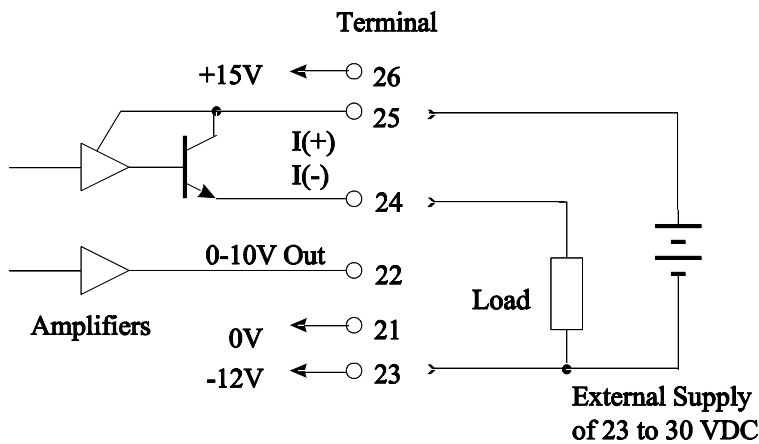 Terminal
+15V
26
25
I(+)
I(-)
24
0-10V Out
22
Amplifiers
Load
0V
21
-12V
23
External Supply
of 23 to 30 VDC